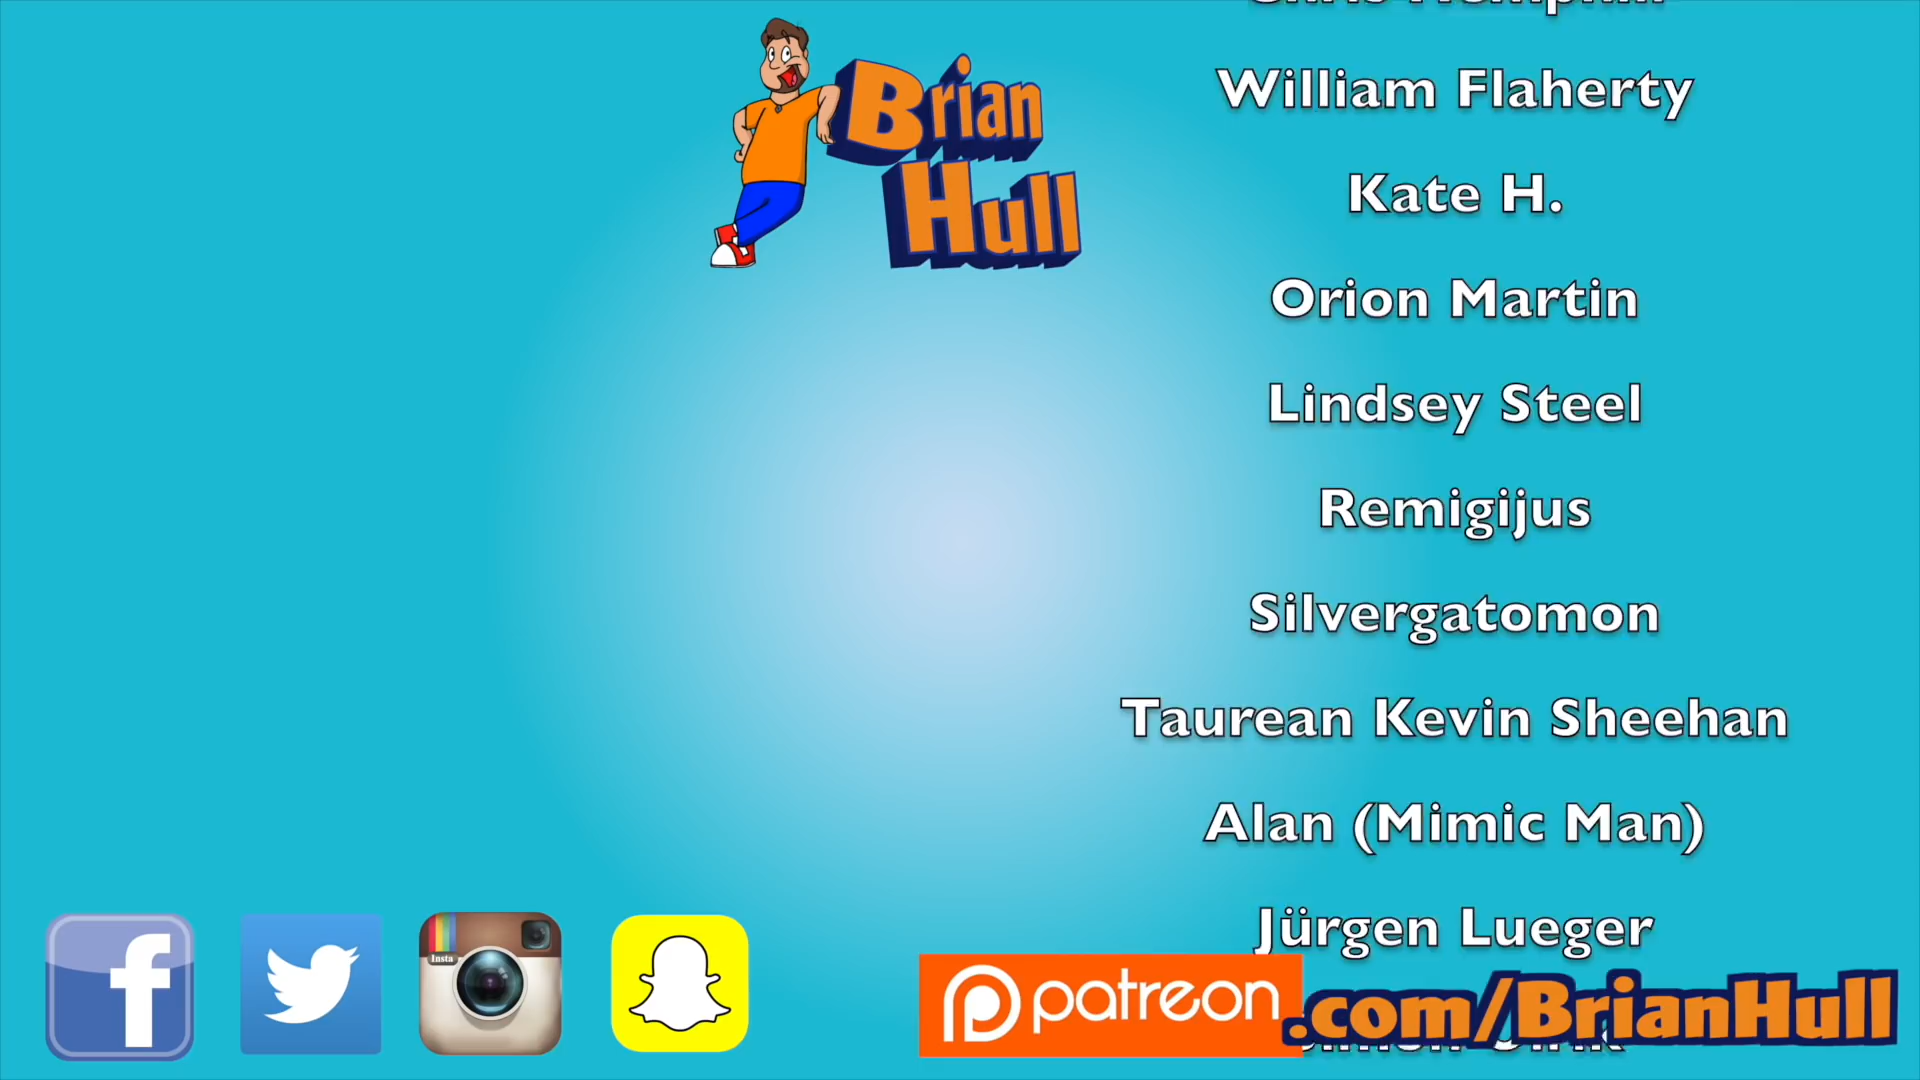 Brian
Hull
William Flaherty
Kate H.
Orion Martin
Lindsey Steel
Remigijus
Silvergatomon
Taurean Kevin Sheehan
Alan (Mimic Man)
Jürgen Lueger
Insta
patreon.com/BrianHull